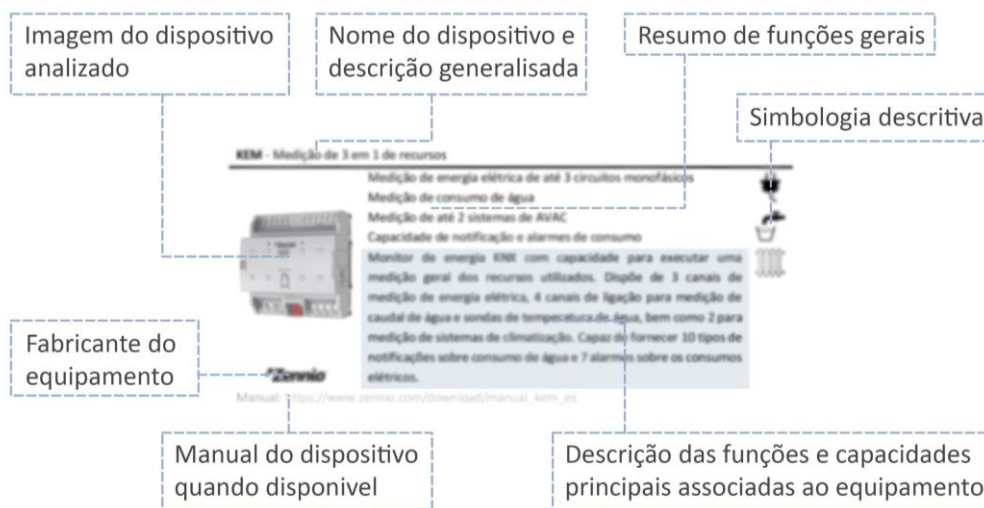 Imagem do dispositivo
analizado
Nome do dispositivo e
descrição generalisada
Resumo de funções gerais
Simbologia descritiva
KEM - Medição de 3 em 1 de recursos
Medição de energia elétrica de até 3 circuitos monofásicos
Medição de consumo de água
Medição de até 2 sistemas de AVAC
Capacidade de notificação e alarmes de consumo
Monitor de energia KNX com capacidade para executar uma
medição geral dos recursos utilizados. Dispõe de 3 canais de
medição de energia elétrica, 4 canais de ligação para medição de
caudal de água e sondas de temperatura de água, bem como 2 para
medição de sistemas de climatização. Capaz de fornecer 10 tipos de
notificações sobre consumo de água e 7 alarmes sobre os consumos
elétricos.
Fabricante do
equipamento
Zennio
Manual: https://www.zennio.com/download/manual_kem_es
Manual do dispositivo
quando disponivel
Descrição das funções e capacidades
principais associadas ao equipamento